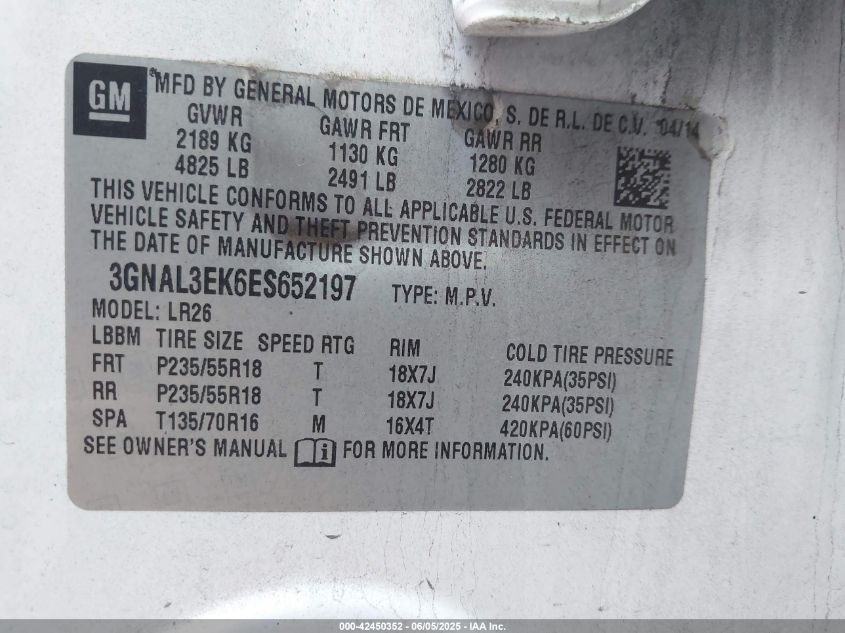 GM
MFD BY GENERAL MOTORS DE MEXICO, S. DE R.L. DE C.V. 04/14
GVWR GAWR FRT GAWR RR
2189 KG 1130 KG 1280 KG
4825 LB 2491 LB 2822 LB
THIS VEHICLE CONFORMS TO ALL APPLICABLE U.S. FEDERAL MOTOR
VEHICLE SAFETY AND THEFT PREVENTION STANDARDS IN EFFECT ON
THE DATE OF MANUFACTURE SHOWN ABOVE.
3GNAL3EK6ES652197 TYPE: M.P.V.
MODEL: LR26
LBBM TIRE SIZE SPEED RTG RIM COLD TIRE PRESSURE
FRT P235/55R18 T 18X7J 240KPA(35PSI)
RR P235/55R18 T 18X7J 240KPA(35PSI)
SPA T135/70R16 M 16X4T 420KPA(60PSI)
SEE OWNER'S MANUAL i FOR MORE INFORMATION.
000-42450352 - 06/05/2025 - IAA Inc.